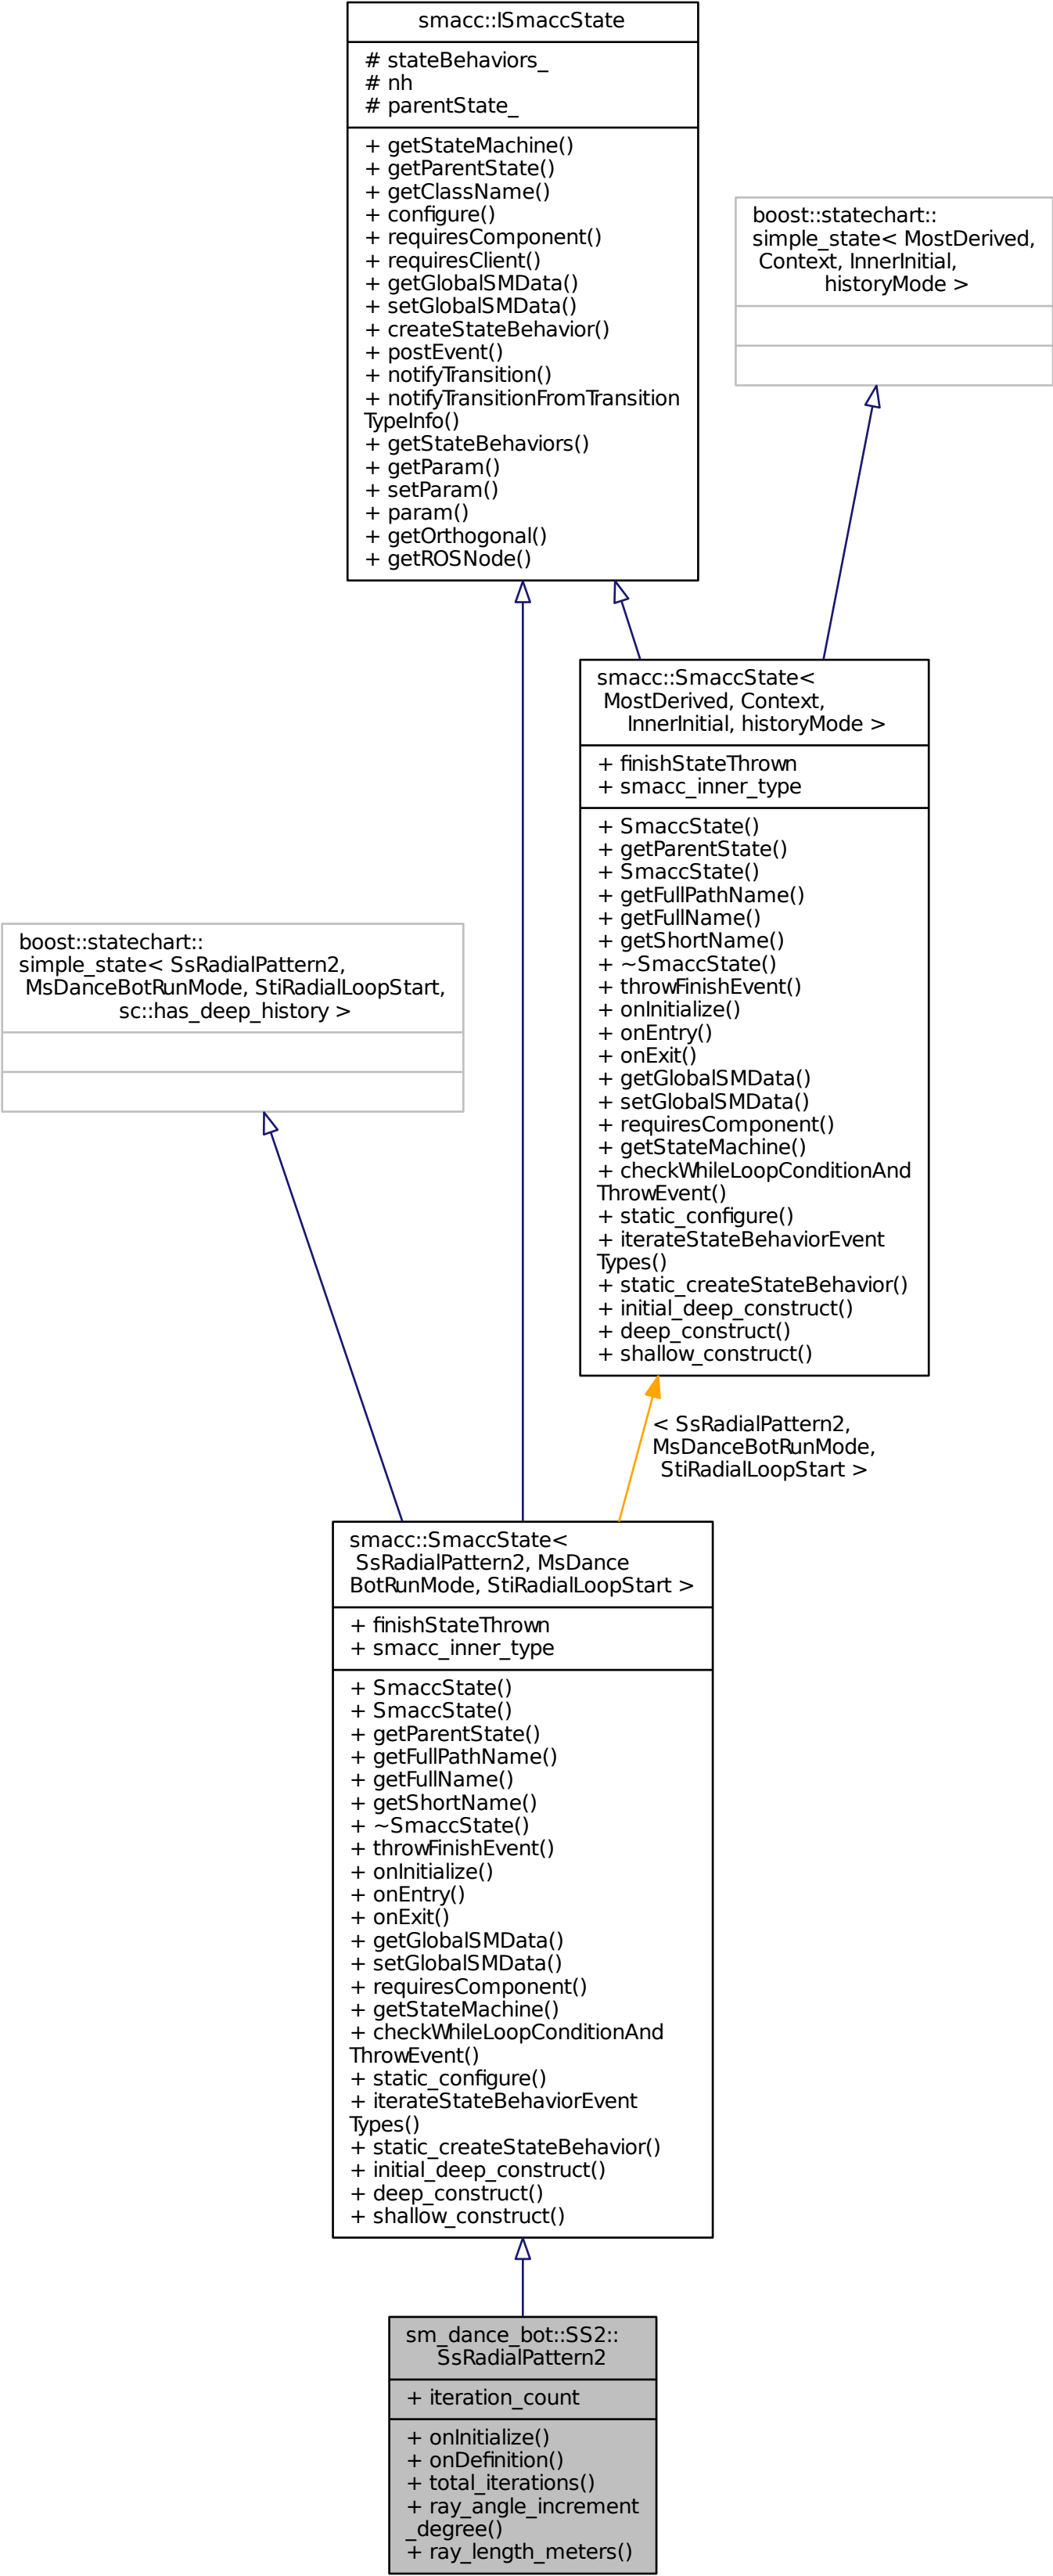 smacc::ISmaccState
# stateBehaviors_
# nh
# parentState_
+ getStateMachine()
+ getParentState()
+ getClassName()
+ configure()
+ requiresComponent()
+ requiresClient()
+ getGlobalSMData()
+ setGlobalSMData()
+ createStateBehavior()
+ postEvent()
+ notifyTransition()
+ notifyTransitionFromTransition
TypeInfo()
+ getStateBehaviors()
+ getParam()
+ setParam()
+ param()
+ getOrthogonal()
+ getROSNode()
boost::statechart::
simple_state< MostDerived,
Context, InnerInitial,
historyMode >
smacc::SmaccState<
MostDerived, Context,
InnerInitial, historyMode >
+ finishStateThrown
+ smacc_inner_type
+ SmaccState()
+ getParentState()
+ SmaccState()
+ getFullPathName()
+ getFullName()
+ getShortName()
+ ~SmaccState()
+ throwFinishEvent()
+ onInitialize()
+ onEntry()
+ onExit()
+ getGlobalSMData()
+ setGlobalSMData()
+ requiresComponent()
+ getStateMachine()
+ checkWhileLoopConditionAnd
ThrowEvent()
+ static_configure()
+ iterateStateBehaviorEvent
Types()
+ static_createStateBehavior()
+ initial_deep_construct()
+ deep_construct()
+ shallow_construct()
boost::statechart::
simple_state< SsRadialPattern2,
MsDanceBotRunMode, StiRadialLoopStart,
sc::has_deep_history >
< SsRadialPattern2,
MsDanceBotRunMode,
StiRadialLoopStart >
smacc::SmaccState<
SsRadialPattern2, MsDance
BotRunMode, StiRadialLoopStart >
+ finishStateThrown
+ smacc_inner_type
+ SmaccState()
+ SmaccState()
+ getParentState()
+ getFullPathName()
+ getFullName()
+ getShortName()
+ ~SmaccState()
+ throwFinishEvent()
+ onInitialize()
+ onEntry()
+ onExit()
+ getGlobalSMData()
+ setGlobalSMData()
+ requiresComponent()
+ getStateMachine()
+ checkWhileLoopConditionAnd
ThrowEvent()
+ static_configure()
+ iterateStateBehaviorEvent
Types()
+ static_createStateBehavior()
+ initial_deep_construct()
+ deep_construct()
+ shallow_construct()
sm_dance_bot::SS2::
SsRadialPattern2
+ iteration_count
+ onInitialize()
+ onDefinition()
+ total_iterations()
+ ray_angle_increment
_degree()
+ ray_length_meters()